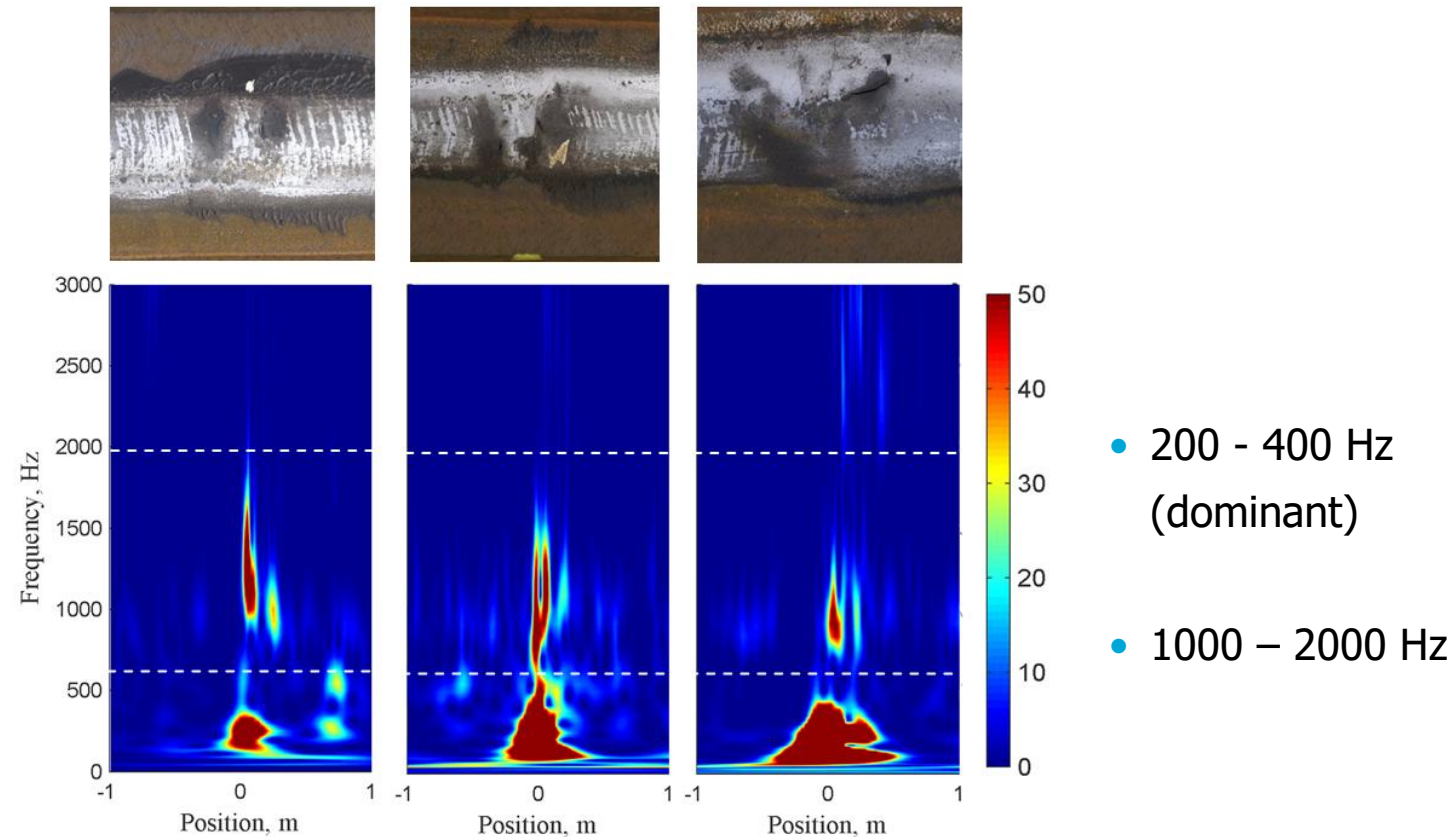 3000
2500
2000
1500
1000
500
0
Frequency, Hz
-1 0 1
Position, m
-1 0 1
Position, m
-1 0 1
Position, m
50
40
30
20
10
0
• 200 - 400 Hz
(dominant)
• 1000 – 2000 Hz